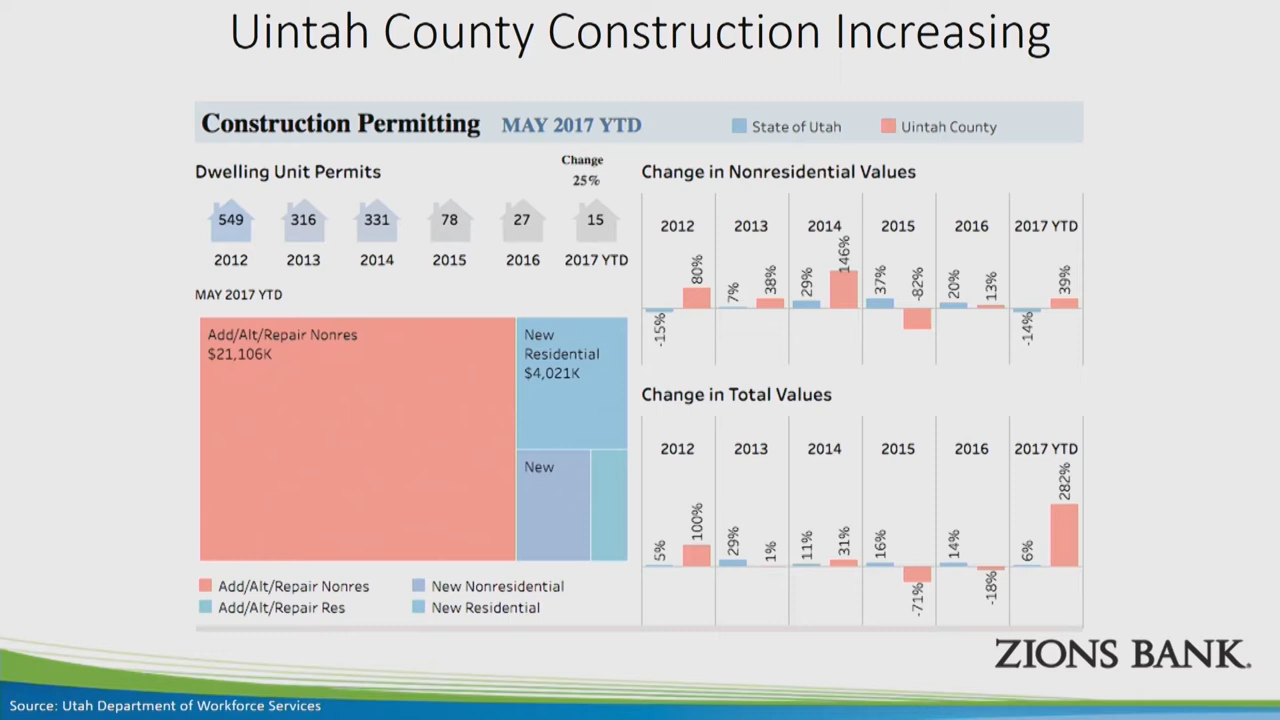 Uintah County Construction Increasing
Construction Permitting MAY 2017 YTD
State of Utah
Uintah County
Dwelling Unit Permits
Change
25%
549
316
331
78
27
15
2012
2013
2014
2015
2016
2017 YTD
MAY 2017 YTD
Add/Alt/Repair Nonres
$21,106K
New
Residential
$4,021K
New
Add/Alt/Repair Nonres
New Nonresidential
Add/Alt/Repair Res
New Residential
Change in Nonresidential Values
2012
2013
2014
2015
2016
2017 YTD
-15%
80%
7%
38%
29%
146%
37%
-82%
20%
13%
-14%
39%
Change in Total Values
2012
2013
2014
2015
2016
2017 YTD
5%
100%
29%
1%
11%
31%
16%
-71%
14%
-18%
6%
282%
ZIONS BANK.
Source: Utah Department of Workforce Services